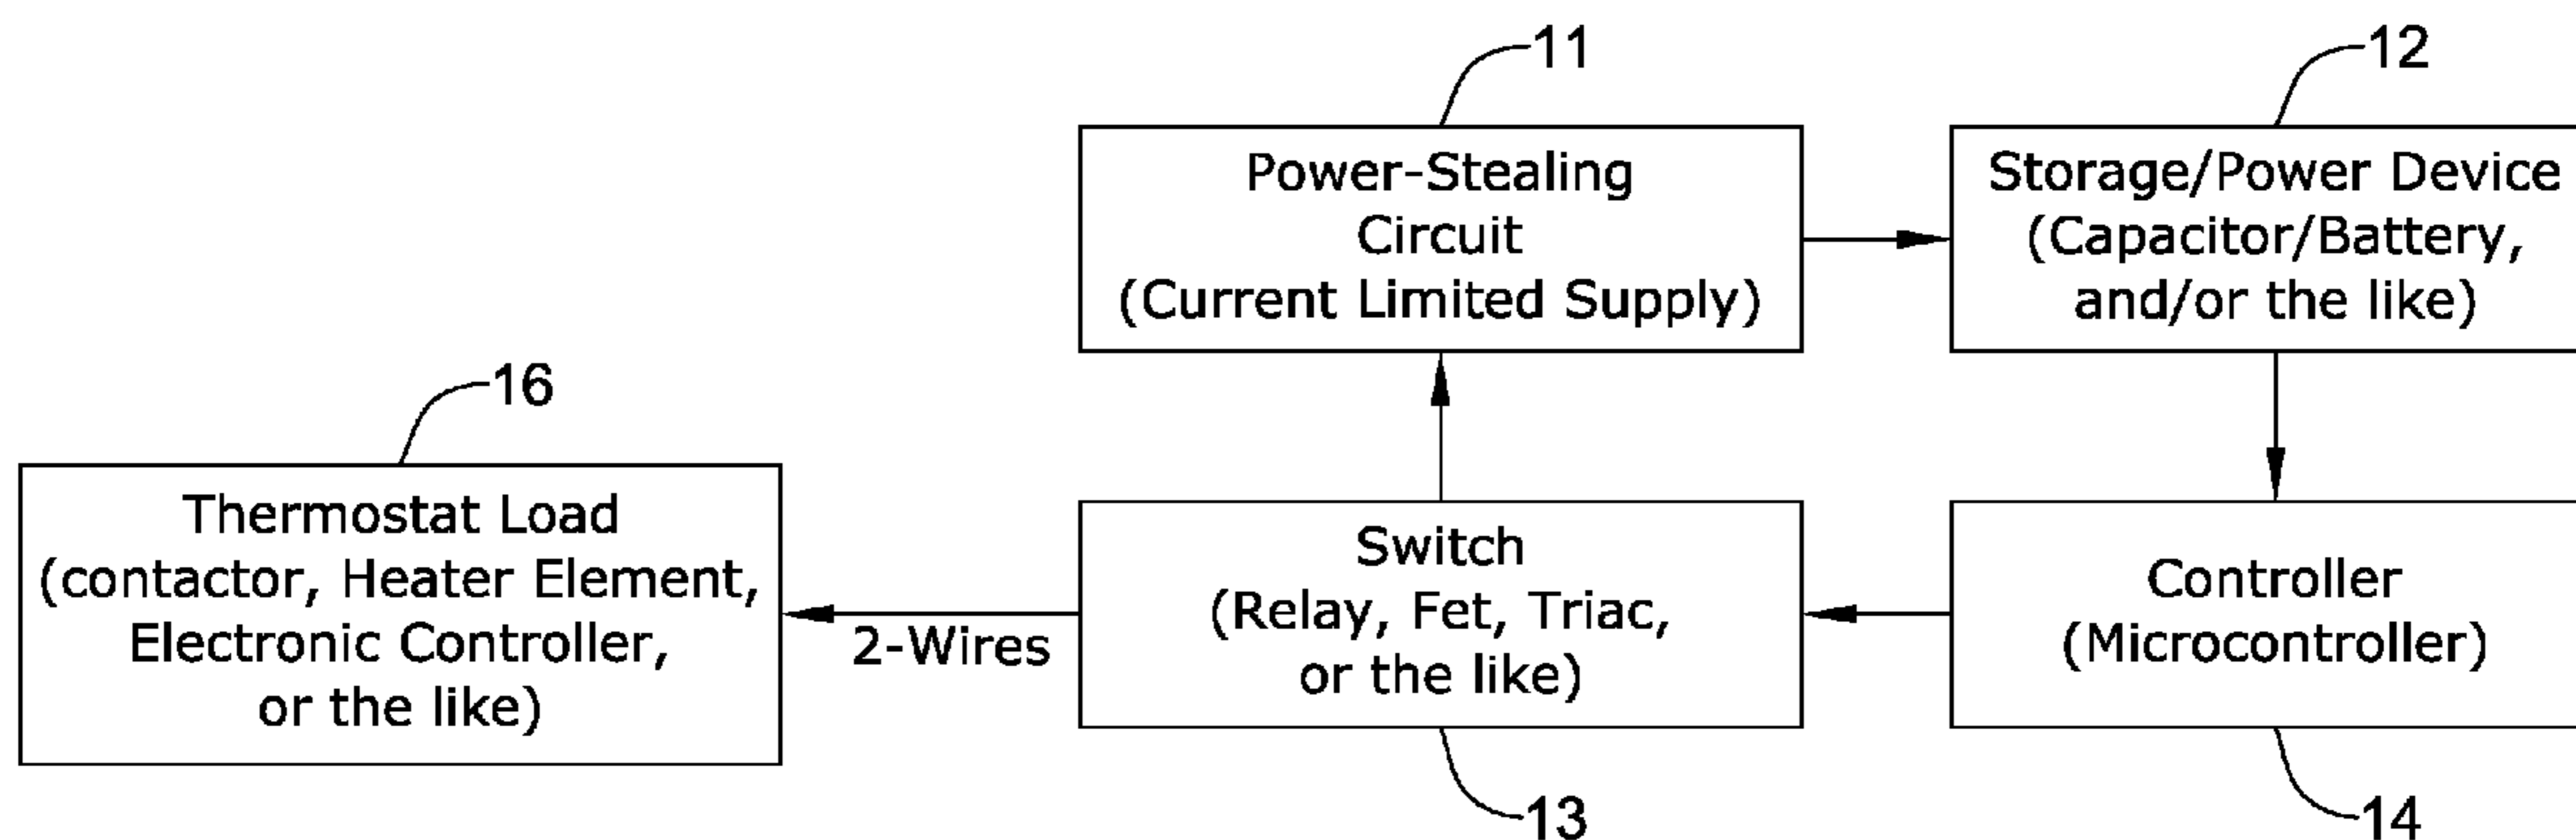 11
12
Power-Stealing
Circuit
(Current Limited Supply)
Storage/Power Device
(Capacitor/Battery,
and/or the like)
16
Thermostat Load
(contactor, Heater Element,
Electronic Controller,
or the like)
2-Wires
Switch
(Relay, Fet, Triac,
or the like)
Controller
(Microcontroller)
13
14